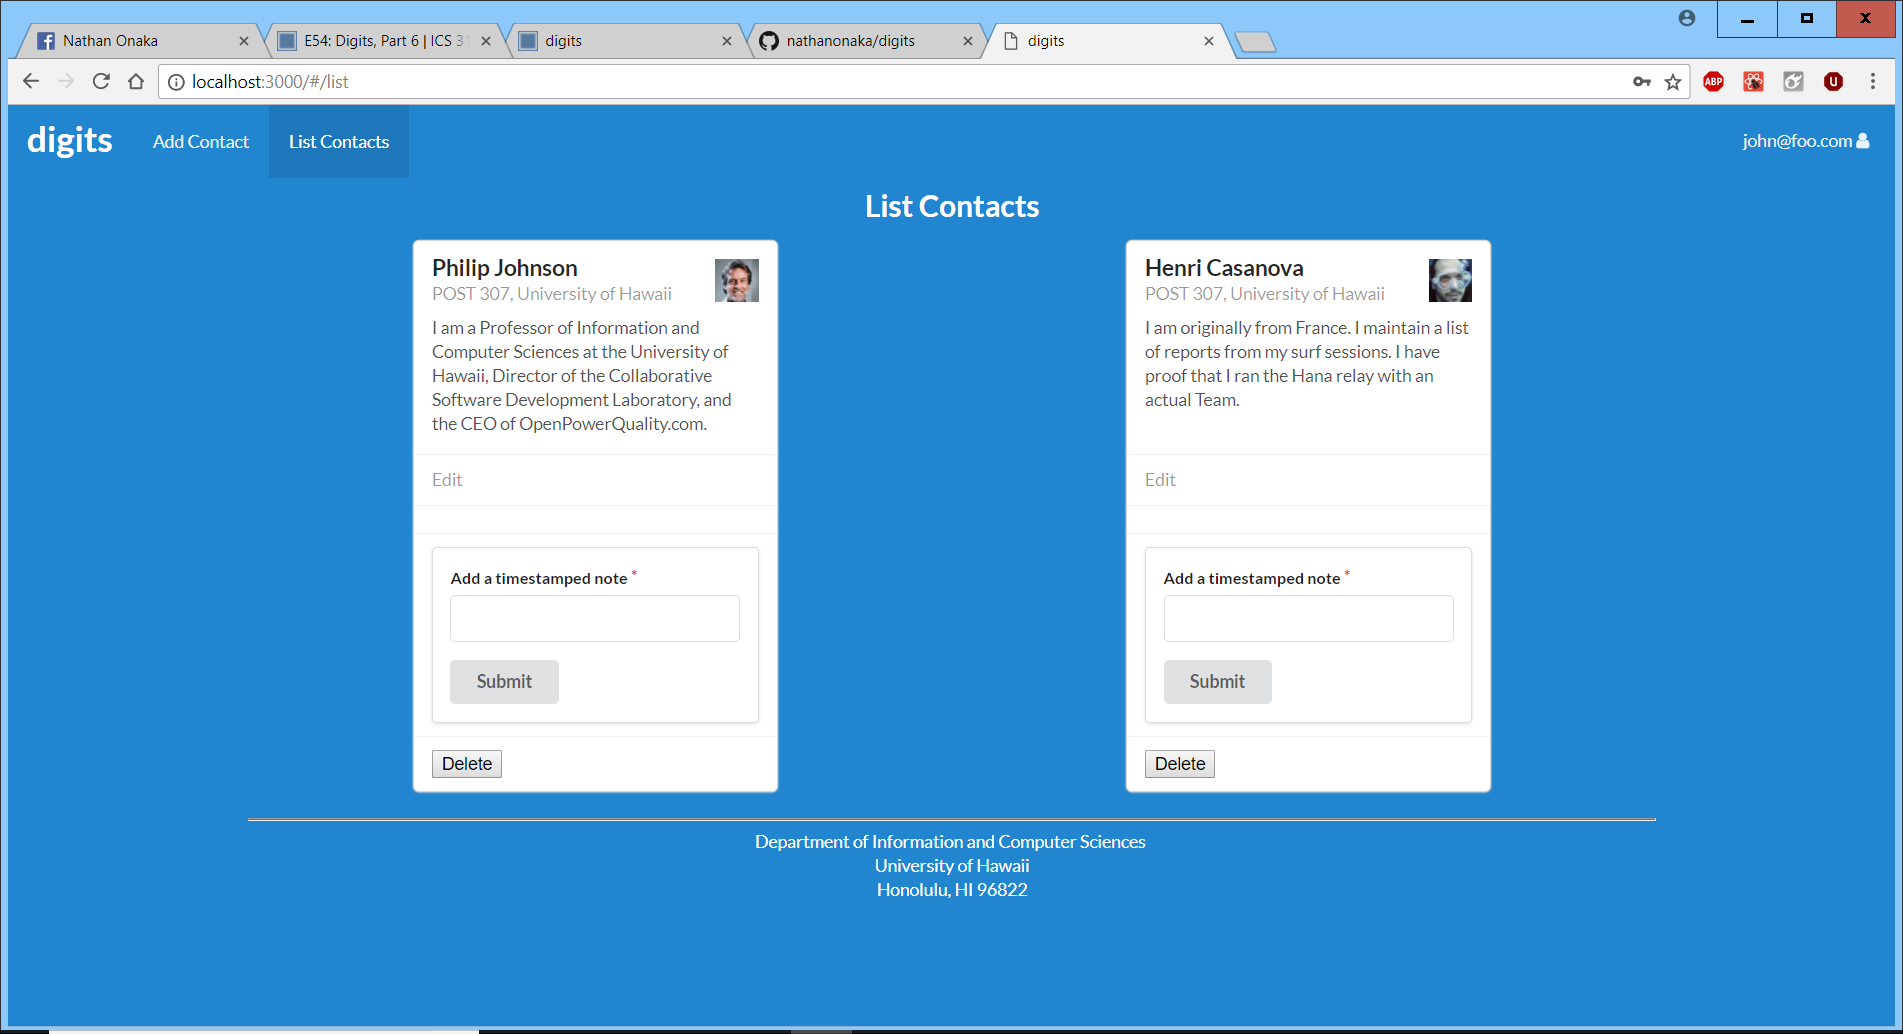 Nathan Onaka
E54: Digits, Part 6 | ICS 31
digits
nathanonaka/digits
digits
localhost:3000/#/list
ABP
U
digits
Add Contact
List Contacts
john@foo.com
List Contacts
Philip Johnson
POST 307, University of Hawaii
I am a Professor of Information and
Computer Sciences at the University of
Hawaii, Director of the Collaborative
Software Development Laboratory, and
the CEO of OpenPowerQuality.com.
Edit
Add a timestamped note *
Submit
Delete
Henri Casanova
POST 307, University of Hawaii
I am originally from France. I maintain a list
of reports from my surf sessions. I have
proof that I ran the Hana relay with an
actual Team.
Edit
Add a timestamped note *
Submit
Delete
Department of Information and Computer Sciences
University of Hawaii
Honolulu, HI 96822